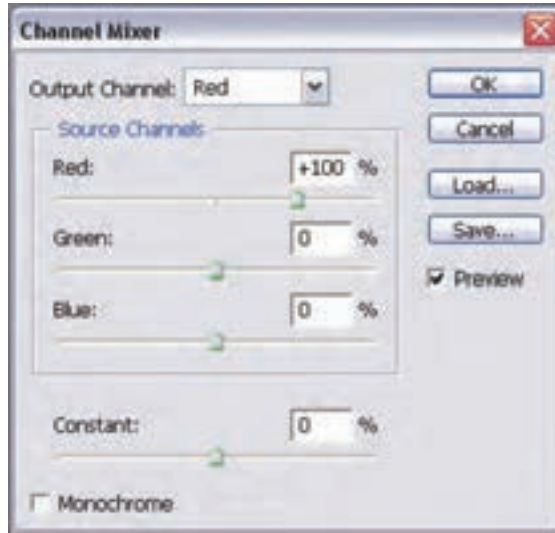 Channel Mixer
Output Channel: Red
OK
Source Channels
Cancel
Red: +100 %
Load...
Green: 0 %
Save...
Preview
Blue: 0 %
Constant: 0 %
Monochrome